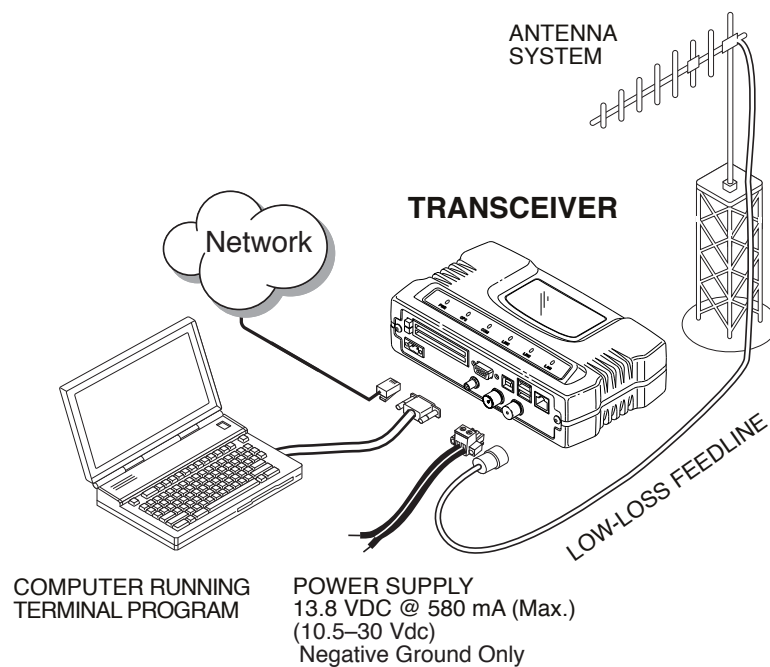 ANTENNA
SYSTEM
TRANSCEIVER
Network
LOW-LOSS FEEDLINE
COMPUTER RUNNING
TERMINAL PROGRAM
POWER SUPPLY
13.8 VDC @ 580 mA (Max.)
(10.5–30 Vdc)
Negative Ground Only